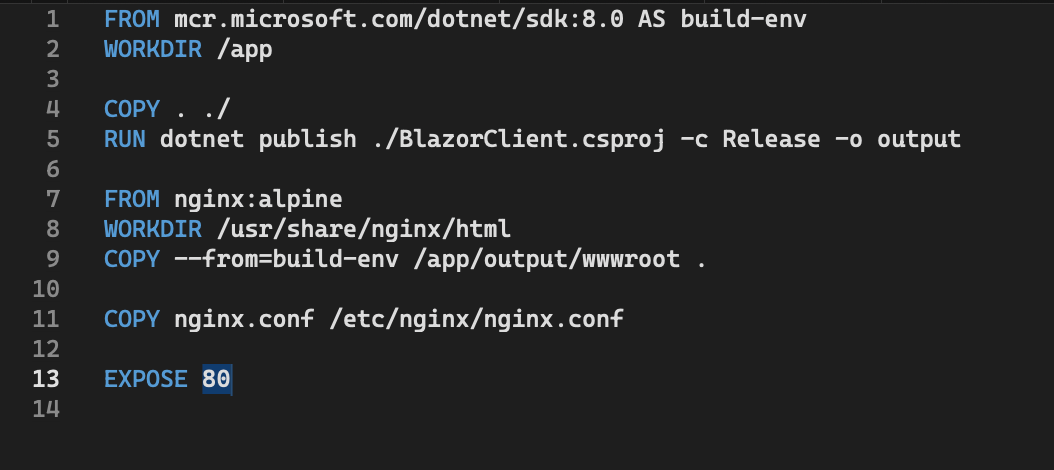 1 FROM mcr.microsoft.com/dotnet/sdk:8.0 AS build-env
2 WORKDIR /app
3
4 COPY . ./
5 RUN dotnet publish ./BlazorClient.csproj -c Release -o output
6
7 FROM nginx:alpine
8 WORKDIR /usr/share/nginx/html
9 COPY --from=build-env /app/output/wwwroot .
10
11 COPY nginx.conf /etc/nginx/nginx.conf
12
13 EXPOSE 80
14